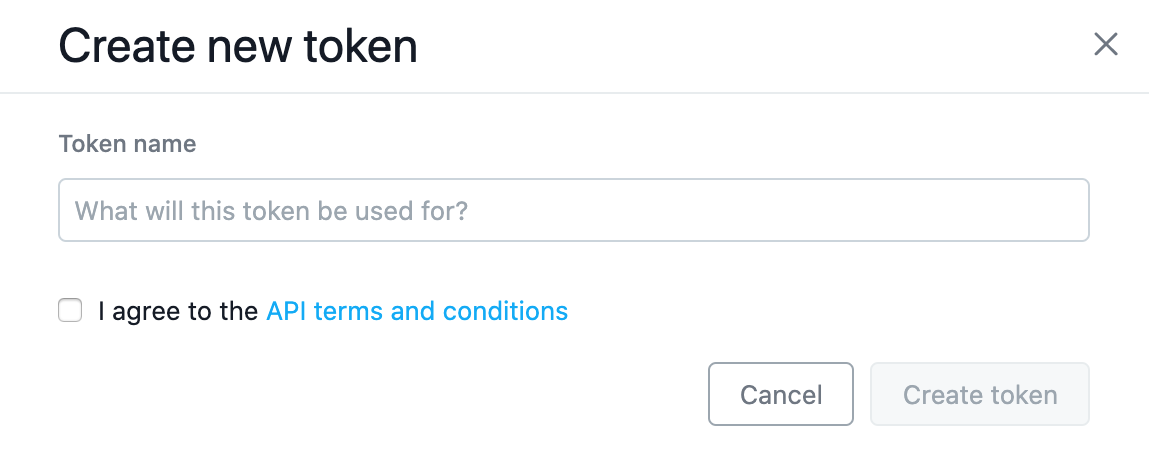 Create new token
Token name
What will this token be used for?
I agree to the API terms and conditions
Cancel
Create token